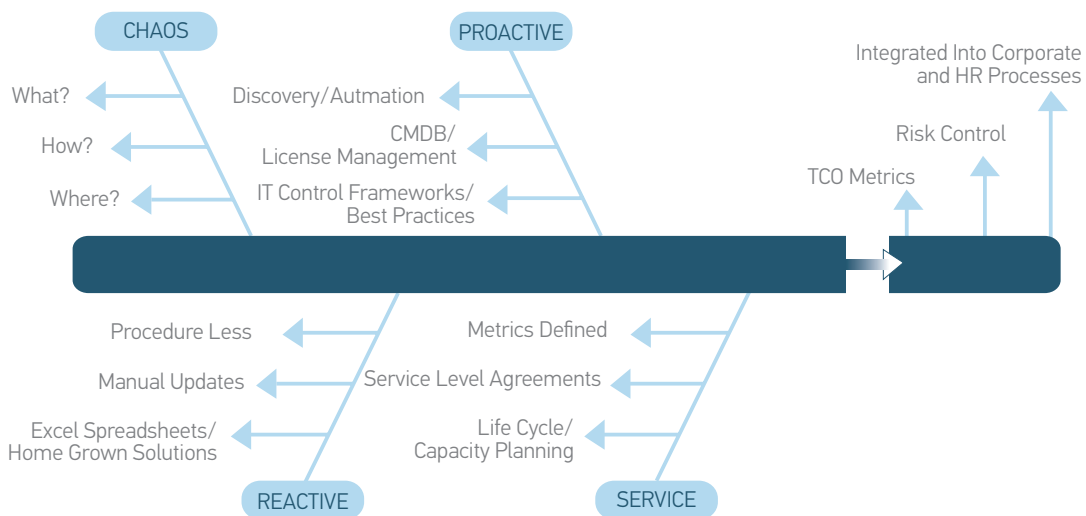 CHAOS
What?
How?
Where?
PROACTIVE
Discovery/Autmation
CMDB/
License Management
IT Control Frameworks/
Best Practices
Integrated Into Corporate
and HR Processes
Risk Control
TCO Metrics
Procedure Less
Manual Updates
Excel Spreadsheets/
Home Grown Solutions
REACTIVE
Metrics Defined
Service Level Agreements
Life Cycle/
Capacity Planning
SERVICE